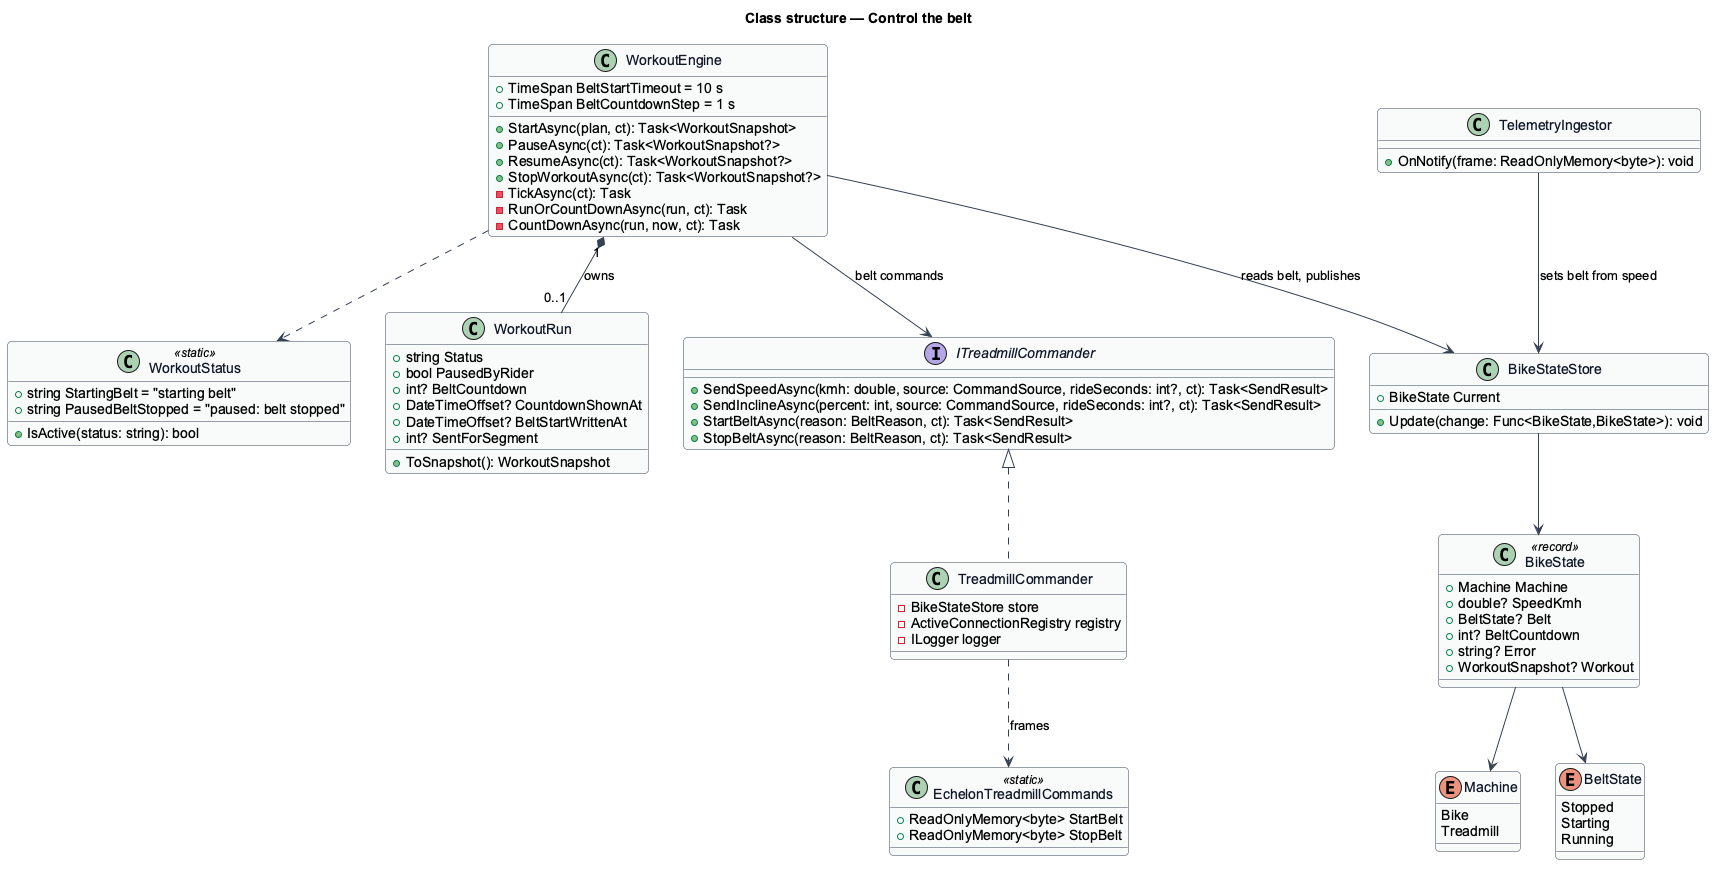 Class structure — Control the belt
C WorkoutEngine
TimeSpan BeltStartTimeout = 10 s
TimeSpan BeltCountdownStep = 1 s
StartAsync(plan, ct): Task<WorkoutSnapshot>
PauseAsync(ct): Task<WorkoutSnapshot?>
ResumeAsync(ct): Task<WorkoutSnapshot?>
StopWorkoutAsync(ct): Task<WorkoutSnapshot?>
TickAsync(ct): Task
RunOrCountDownAsync(run, ct): Task
CountDownAsync(run, now, ct): Task
C TelemetryIngestor
OnNotify(frame: ReadOnlyMemory<byte>): void
1
owns
0..1
belt commands
reads belt, publishes
sets belt from speed
«static»
C WorkoutStatus
string StartingBelt = "starting belt"
string PausedBeltStopped = "paused: belt stopped"
IsActive(status: string): bool
C WorkoutRun
string Status
bool PausedByRider
int? BeltCountdown
DateTimeOffset? CountdownShownAt
DateTimeOffset? BeltStartWrittenAt
int? SentForSegment
ToSnapshot(): WorkoutSnapshot
I ITreadmillCommander
SendSpeedAsync(kmh: double, source: CommandSource, rideSeconds: int?, ct): Task<SendResult>
SendInclineAsync(percent: int, source: CommandSource, rideSeconds: int?, ct): Task<SendResult>
StartBeltAsync(reason: BeltReason, ct): Task<SendResult>
StopBeltAsync(reason: BeltReason, ct): Task<SendResult>
C BikeStateStore
BikeState Current
Update(change: Func<BikeState,BikeState>): void
C TreadmillCommander
BikeStateStore store
ActiveConnectionRegistry registry
ILogger logger
«record»
C BikeState
Machine Machine
double? SpeedKmh
BeltState? Belt
int? BeltCountdown
string? Error
WorkoutSnapshot? Workout
frames
«static»
C EchelonTreadmillCommands
ReadOnlyMemory<byte> StartBelt
ReadOnlyMemory<byte> StopBelt
E Machine
Bike
Treadmill
E BeltState
Stopped
Starting
Running